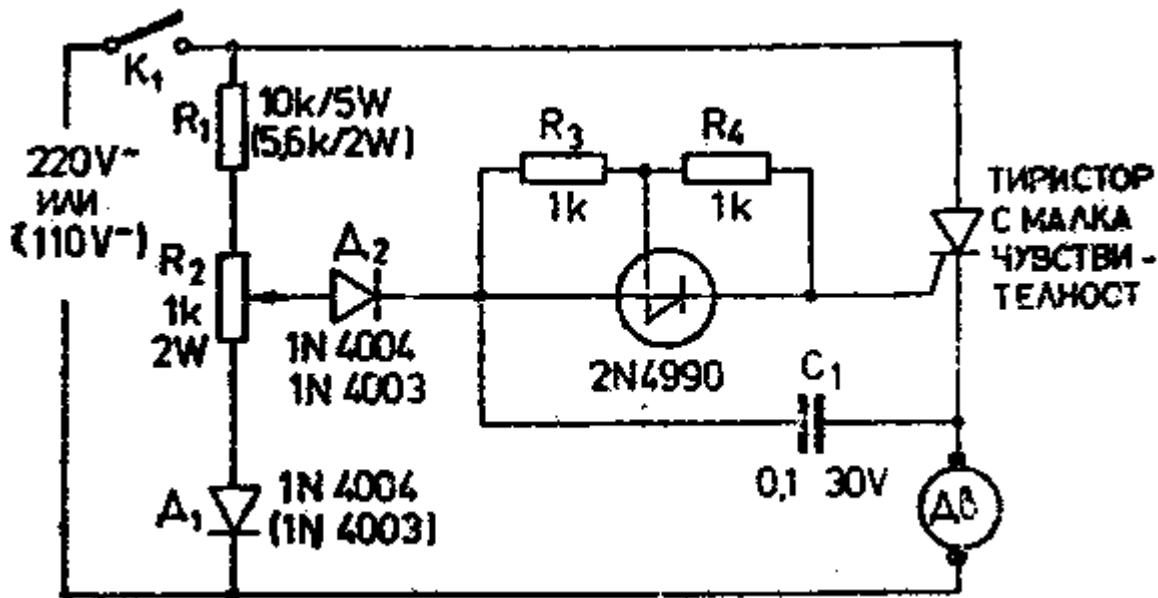 K₁
R₁
10k/5W
(5,6k/2W)
220V~
ИЛИ
(110V~)
R₂
1k
2W
Д₂
1N 4004
1N 4003
R₃
1k
R₄
1k
2N4990
ТИРИСТОР
С МАЛКА
ЧУВСТВИ-
ТЕЛНОСТ
C₁
0,1 30V
Д₁
1N 4004
(1N 4003)
Дв